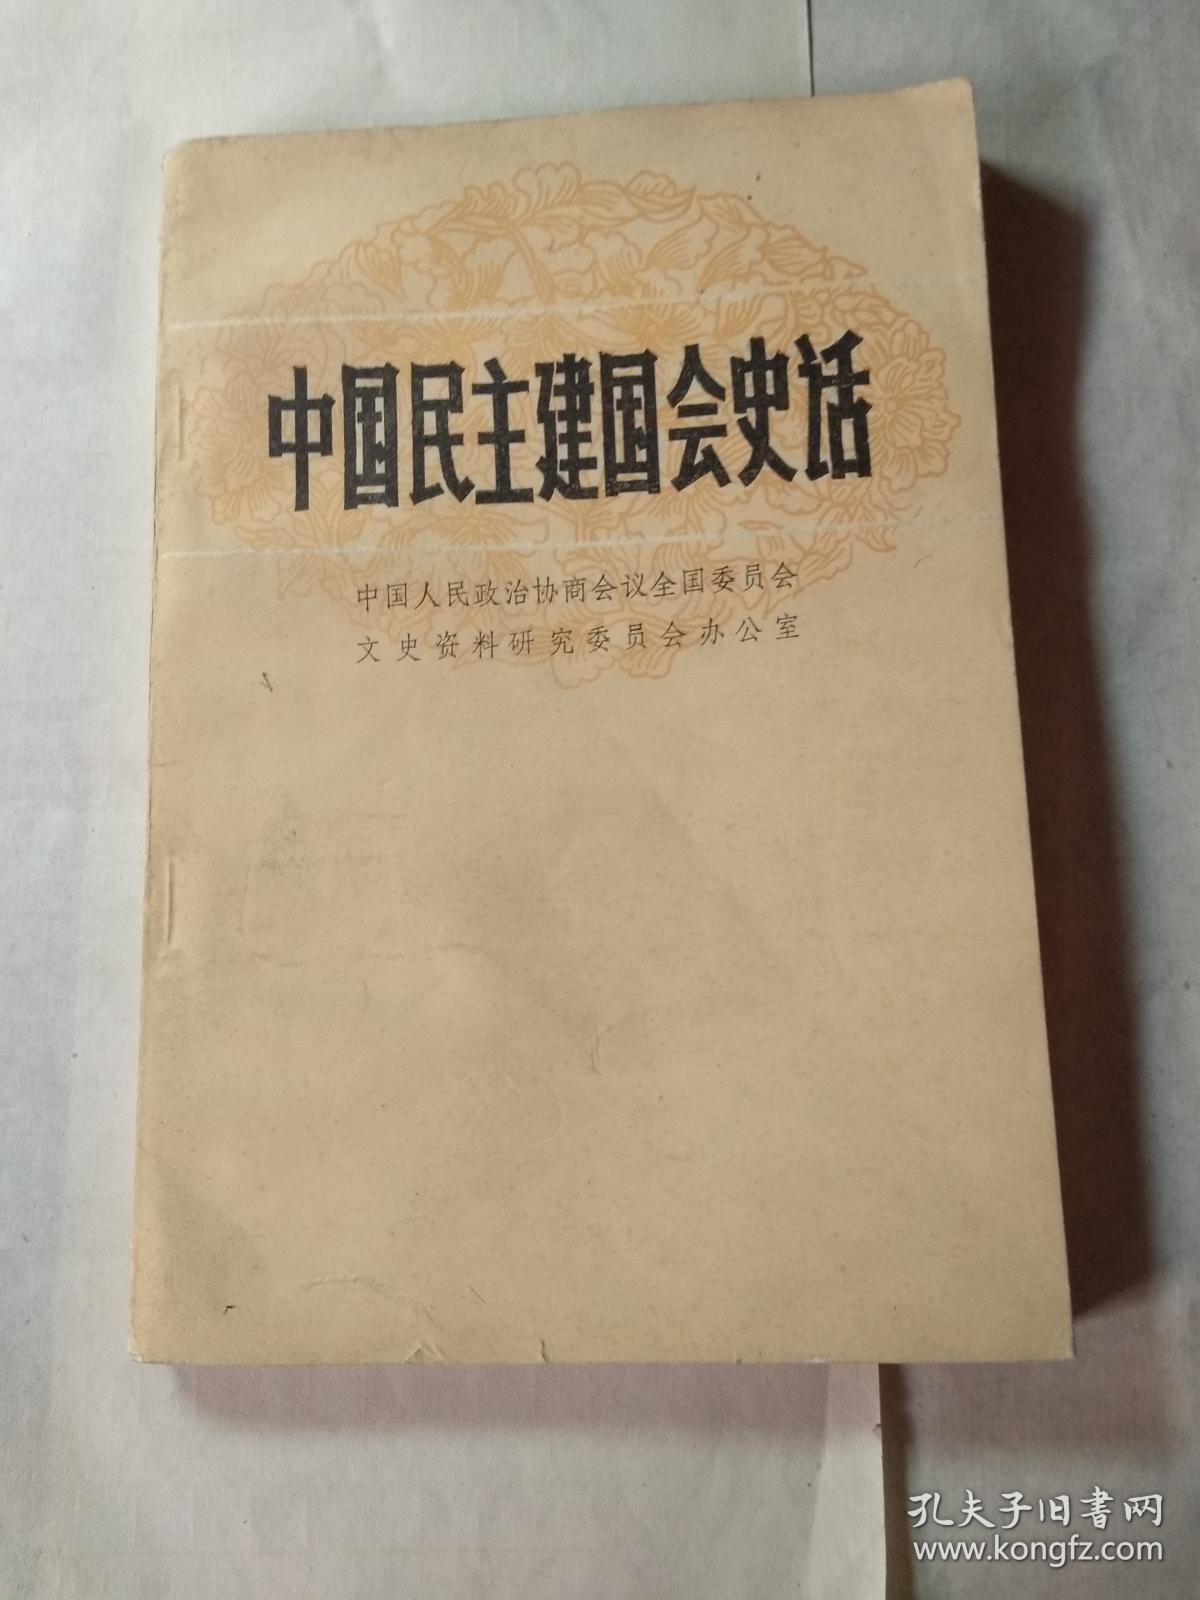 中国民主建国会史话
中国人民政治协商会议全国委员会
文史资料研究委员会办公室
孔夫子旧书网
www.kongfz.com